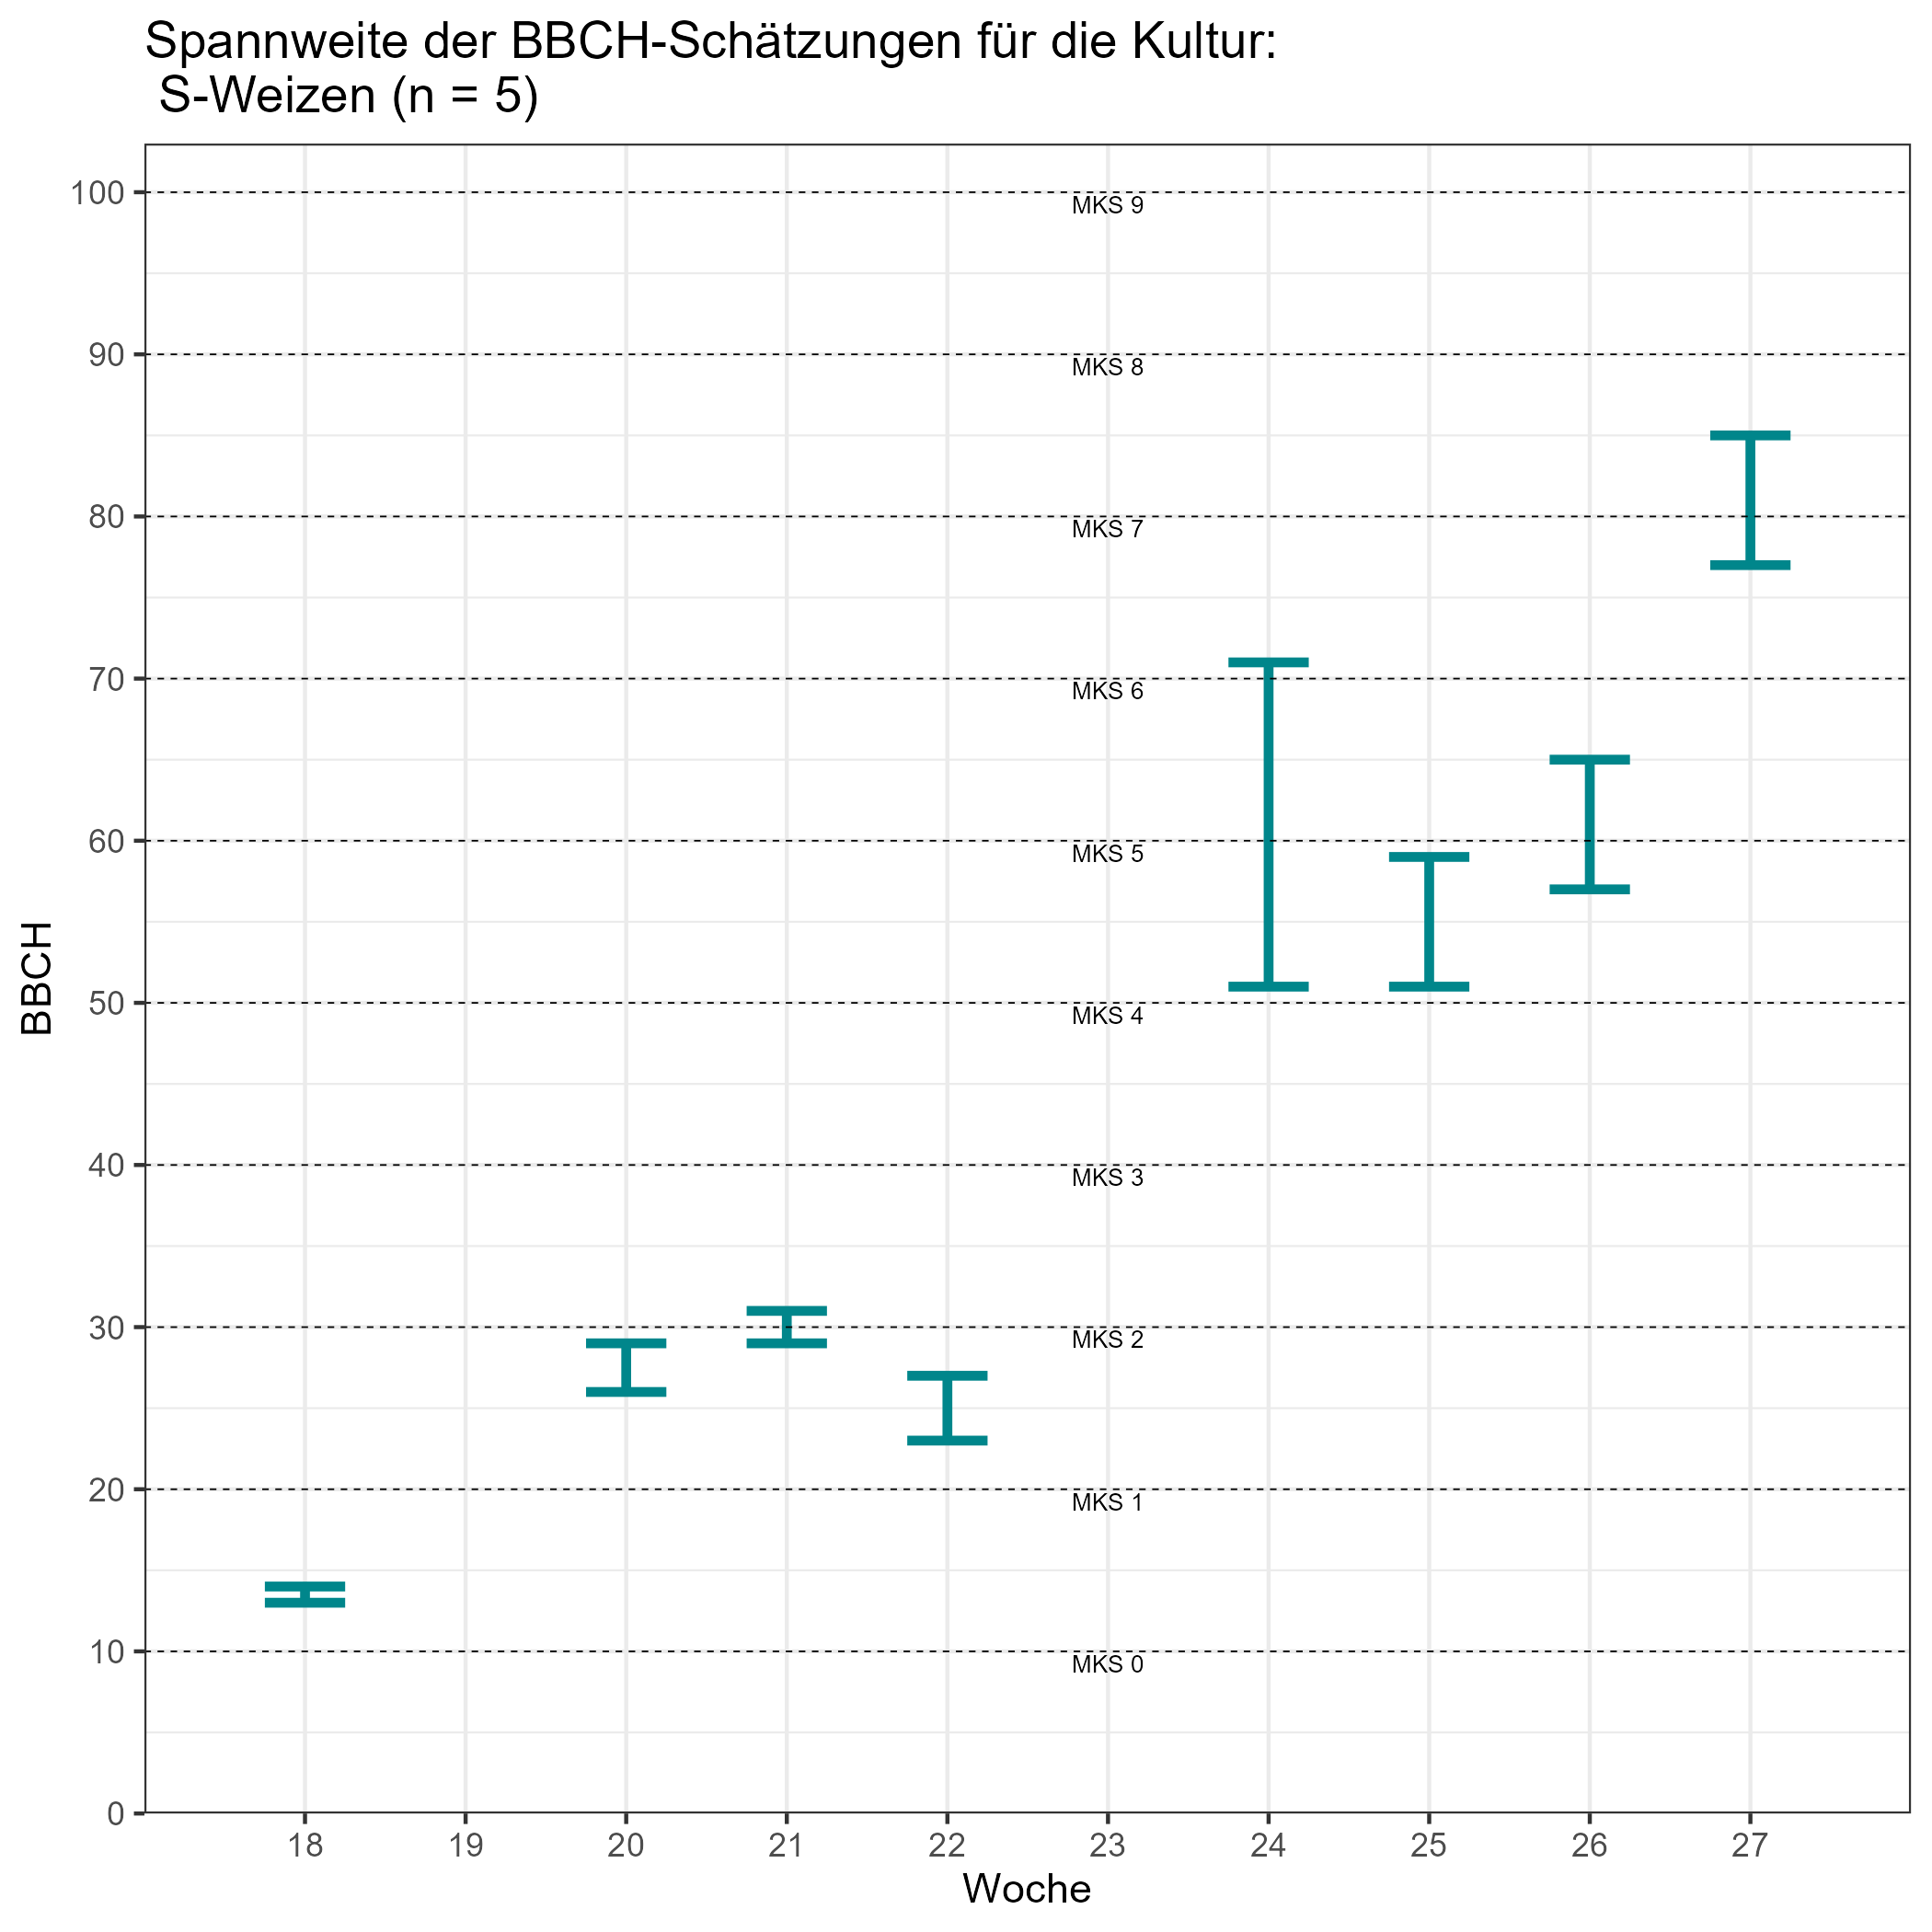 Spannweite der BBCH-Schätzungen für die Kultur:
S-Weizen (n = 5)
100
MKS 9
90
MKS 8
80
MKS 7
70
MKS 6
60
MKS 5
BBCH
50
MKS 4
40
MKS 3
30
MKS 2
20
MKS 1
10
MKS 0
0
18 19 20 21 22 23 24 25 26 27
Woche